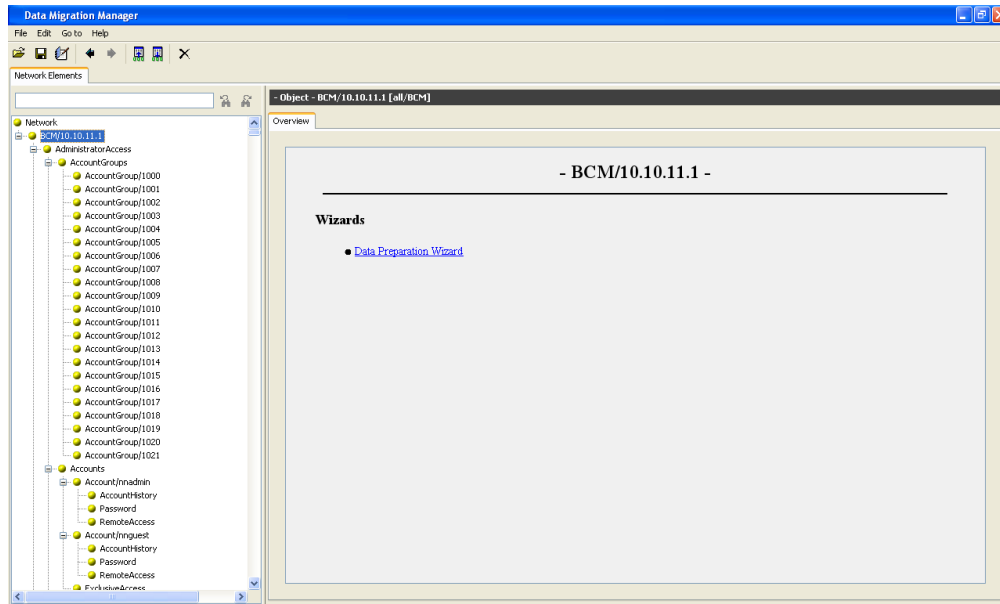 Data Migration Manager
File Edit Go to Help
Network Elements
- Object - BCM/10.10.11.1 [all/BCM]
Overview
Network
BCM/10.10.11.1
AdministratorAccess
AccountGroups
AccountGroup/1000
AccountGroup/1001
AccountGroup/1002
AccountGroup/1003
AccountGroup/1004
AccountGroup/1005
AccountGroup/1006
AccountGroup/1007
AccountGroup/1008
AccountGroup/1009
AccountGroup/1010
AccountGroup/1011
AccountGroup/1012
AccountGroup/1013
AccountGroup/1014
AccountGroup/1015
AccountGroup/1016
AccountGroup/1017
AccountGroup/1018
AccountGroup/1019
AccountGroup/1020
AccountGroup/1021
Accounts
Account/nnadmin
AccountHistory
Password
RemoteAccess
Account/nnguest
AccountHistory
Password
RemoteAccess
ExclusiveAccess
- BCM/10.10.11.1 -
Wizards
Data Preparation Wizard